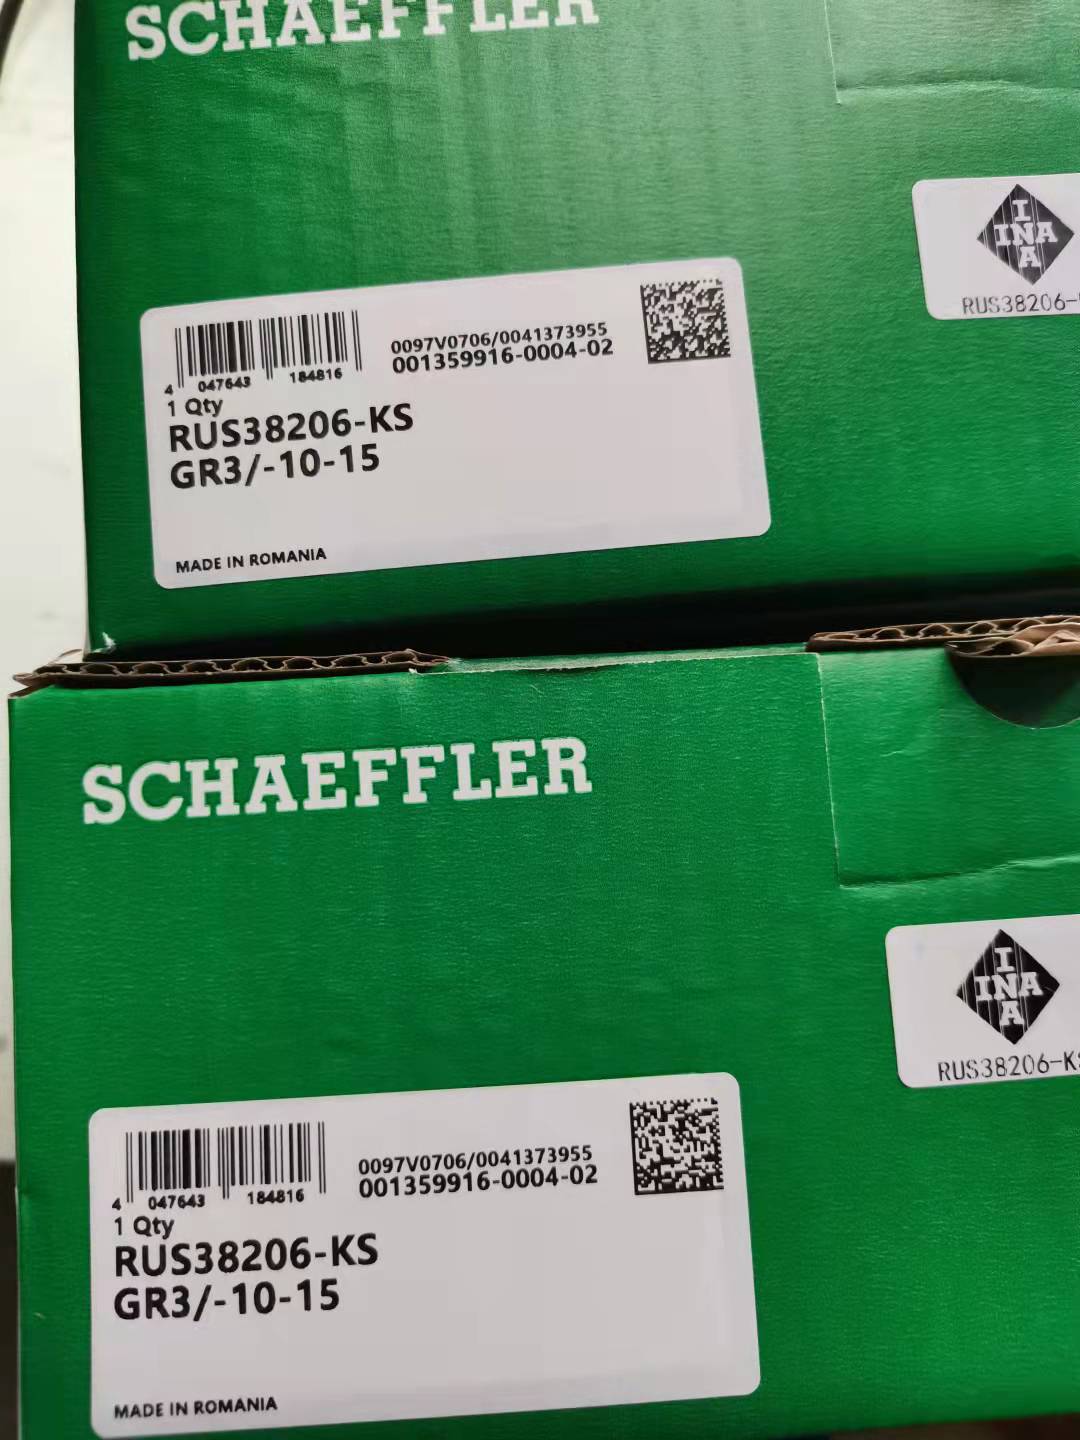 SCHAEFFLER
I
INA
A
RUS38206-
0097V0706/0041373955
001359916-0004-02
4 047643 184816
1 Qty
RUS38206-KS
GR3/-10-15
MADE IN ROMANIA
SCHAEFFLER
I
INA
A
RUS38206-KS
0097V0706/0041373955
001359916-0004-02
4 047643 184816
1 Qty
RUS38206-KS
GR3/-10-15
MADE IN ROMANIA